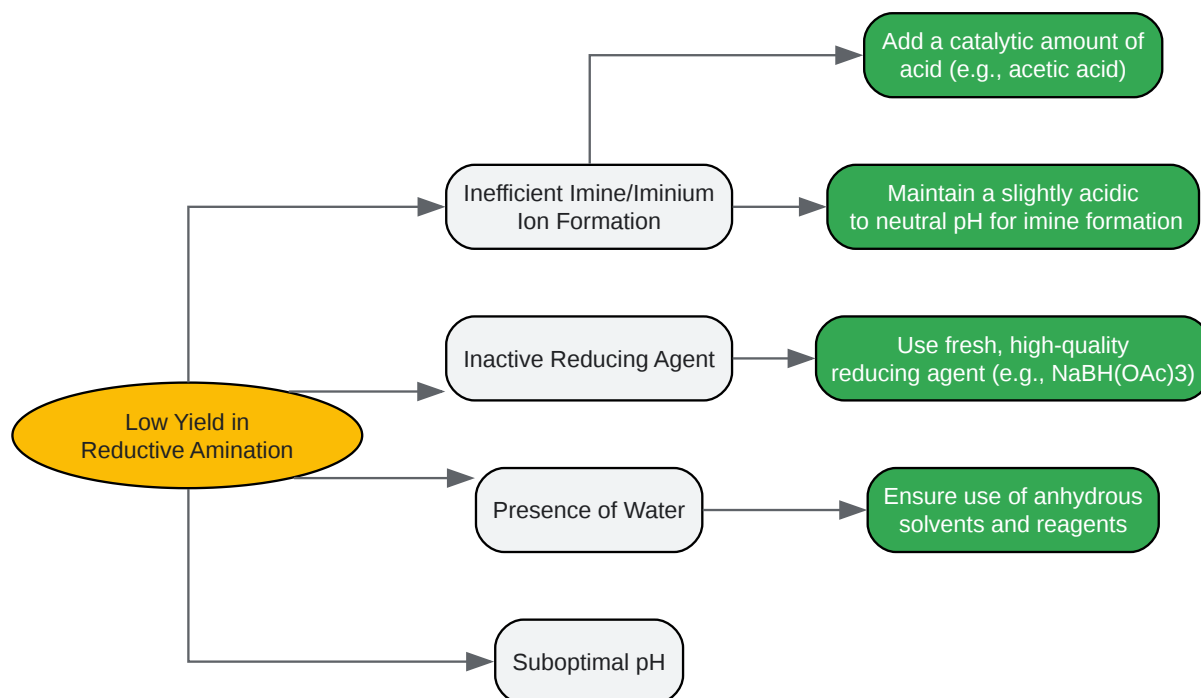 Add a catalytic amount of
acid (e.g., acetic acid)
Inefficient Imine/Iminium
Ion Formation
Maintain a slightly acidic
to neutral pH for imine formation
Inactive Reducing Agent
Use fresh, high-quality
reducing agent (e.g., NaBH(OAc)3)
Low Yield in
Reductive Amination
Presence of Water
Ensure use of anhydrous
solvents and reagents
Suboptimal pH